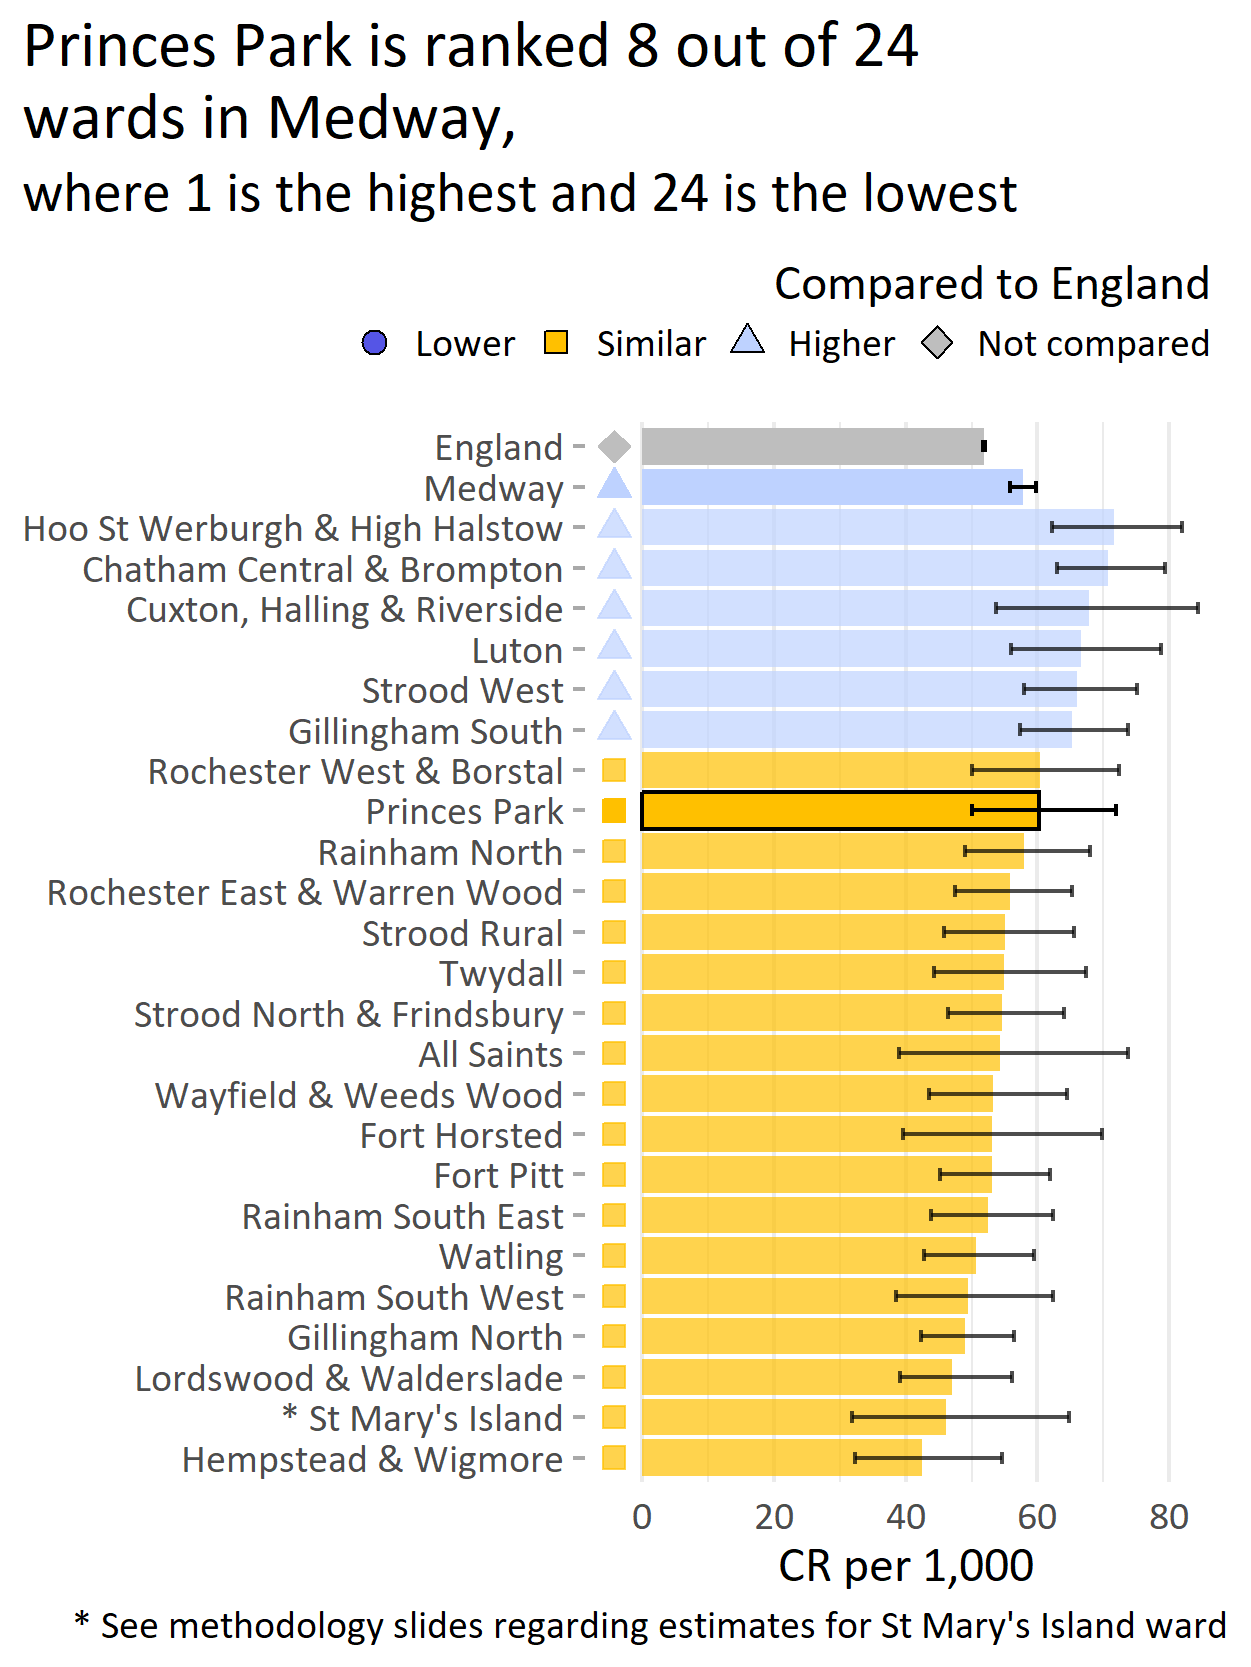 Princes Park is ranked 8 out of 24
wards in Medway,
where 1 is the highest and 24 is the lowest
Compared to England
Lower Similar Higher Not compared
England
Medway
Hoo St Werburgh & High Halstow
Chatham Central & Brompton
Cuxton, Halling & Riverside
Luton
Strood West
Gillingham South
Rochester West & Borstal
Princes Park
Rainham North
Rochester East & Warren Wood
Strood Rural
Twydall
Strood North & Frindsbury
All Saints
Wayfield & Weeds Wood
Fort Horsted
Fort Pitt
Rainham South East
Watling
Rainham South West
Gillingham North
Lordswood & Walderslade
* St Mary's Island
Hempstead & Wigmore
0 20 40 60 80
CR per 1,000
* See methodology slides regarding estimates for St Mary's Island ward